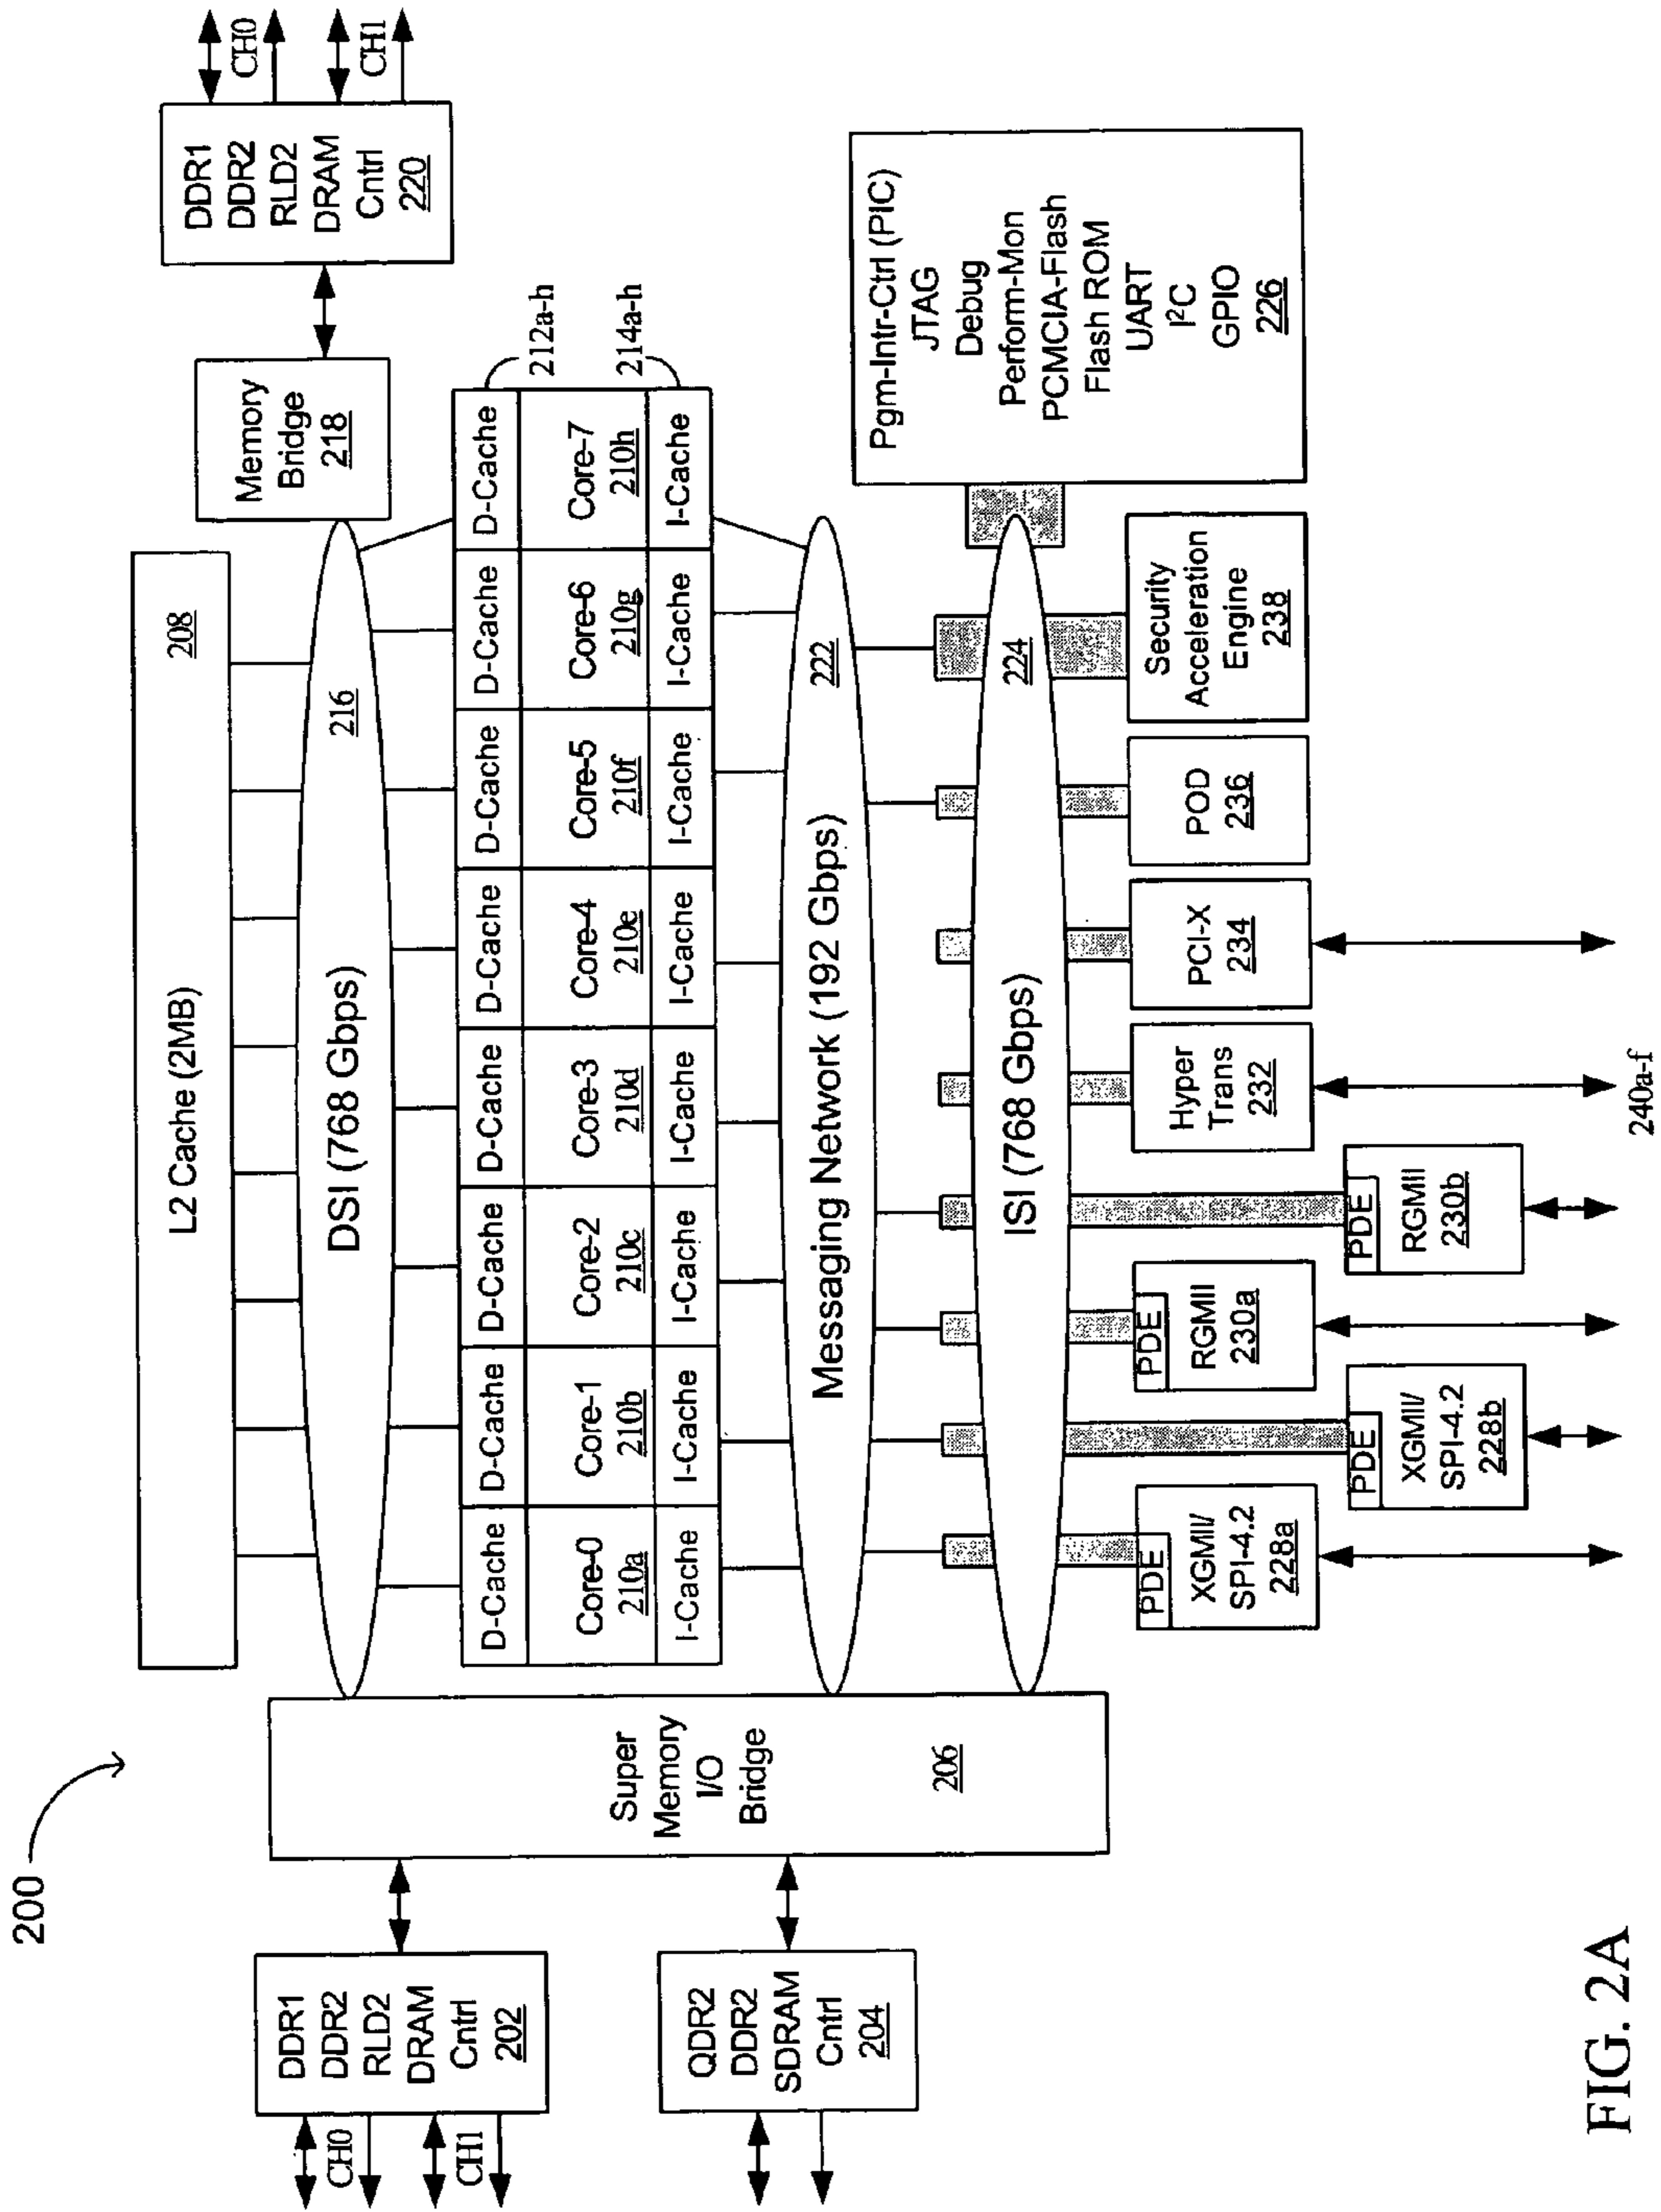 200
DDR1
DDR2
RLD2
DRAM
Cntrl
202
CH0
CH1
QDR2
DDR2
SDRAM
Cntrl
204
Super
Memory
I/O
Bridge
206
L2 Cache (2MB)
208
DSI (768 Gbps)
216
Memory
Bridge
218
DDR1
DDR2
RLD2
DRAM
Cntrl
220
CH0
CH1
D-Cache D-Cache D-Cache D-Cache D-Cache D-Cache D-Cache D-Cache
212a-h
Core-0 Core-1 Core-2 Core-3 Core-4 Core-5 Core-6 Core-7
210a 210b 210c 210d 210e 210f 210g 210h
I-Cache I-Cache I-Cache I-Cache I-Cache I-Cache I-Cache I-Cache
214a-h
Messaging Network (192 Gbps)
222
ISI (768 Gbps)
224
Pgm-Intr-Ctrl (PIC)
JTAG
Debug
Perform-Mon
PCMCIA-Flash
Flash ROM
UART
I²C
GPIO
226
PDE
XGMII/
SPI-4.2
228a
PDE
XGMII/
SPI-4.2
228b
PDE
RGMII
230a
PDE
RGMII
230b
Hyper
Trans
232
PCI-X
234
POD
236
Security
Acceleration
Engine
238
240a-f
FIG. 2A